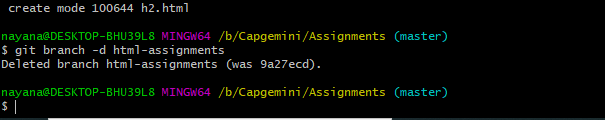 create mode 100644 h2.html
nayana@DESKTOP-BHU39L8 MINGW64 /b/Capgemini/Assignments (master)
$ git branch -d html-assignments
Deleted branch html-assignments (was 9a27ecd).
nayana@DESKTOP-BHU39L8 MINGW64 /b/Capgemini/Assignments (master)
$